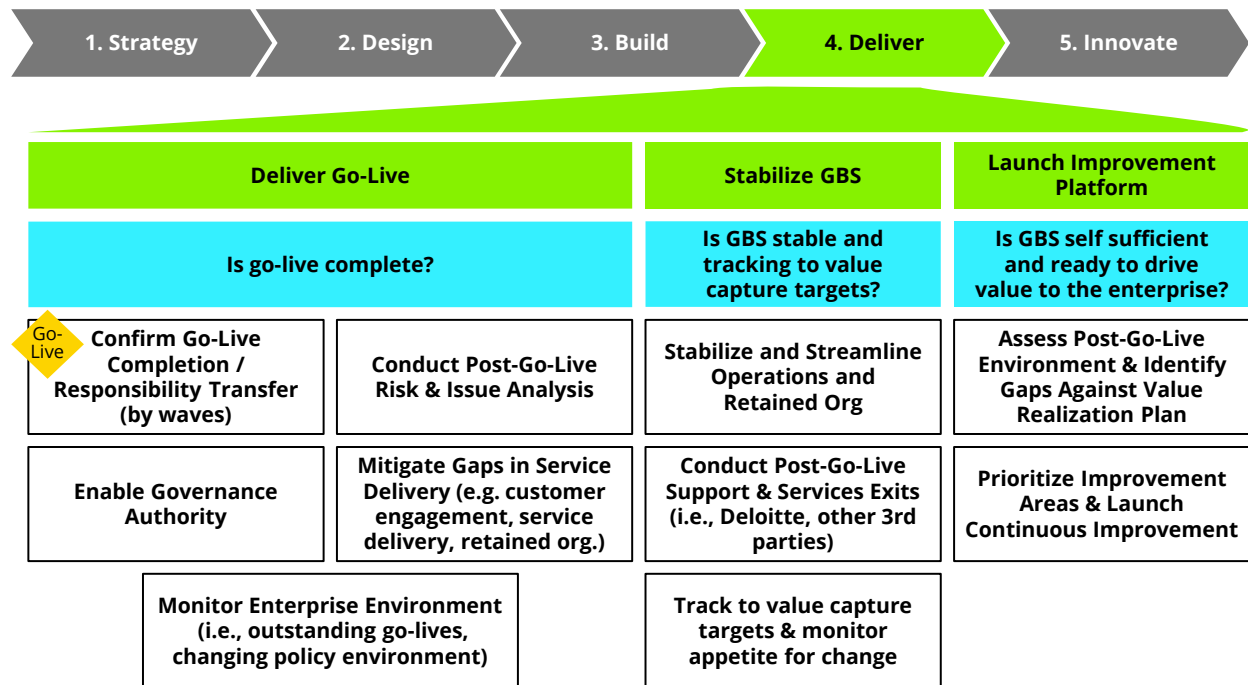 1. Strategy
2. Design
3. Build
4. Deliver
5. Innovate
Deliver Go-Live
Stabilize GBS
Launch Improvement
Platform
Is go-live complete?
Is GBS stable and
tracking to value
capture targets?
Is GBS self sufficient
and ready to drive
value to the enterprise?
Go-
Live
Confirm Go-Live
Completion /
Responsibility Transfer
(by waves)
Conduct Post-Go-Live
Risk & Issue Analysis
Stabilize and Streamline
Operations and
Retained Org
Assess Post-Go-Live
Environment & Identify
Gaps Against Value
Realization Plan
Enable Governance
Authority
Mitigate Gaps in Service
Delivery (e.g. customer
engagement, service
delivery, retained org.)
Conduct Post-Go-Live
Support & Services Exits
(i.e., Deloitte, other 3rd
parties)
Prioritize Improvement
Areas & Launch
Continuous Improvement
Monitor Enterprise Environment
(i.e., outstanding go-lives,
changing policy environment)
Track to value capture
targets & monitor
appetite for change